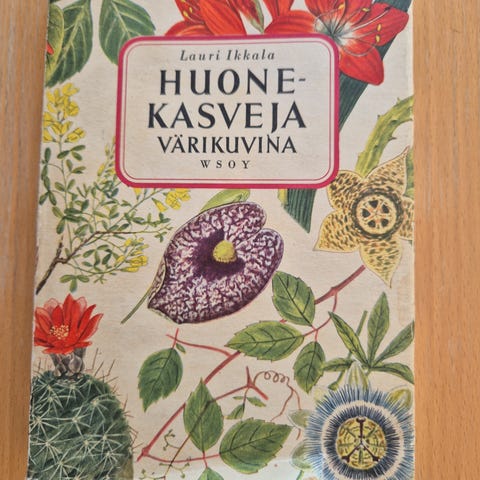 Lauri Ikkala
HUONE-
KASVEJA
VÄRIKUVINA
WSOY